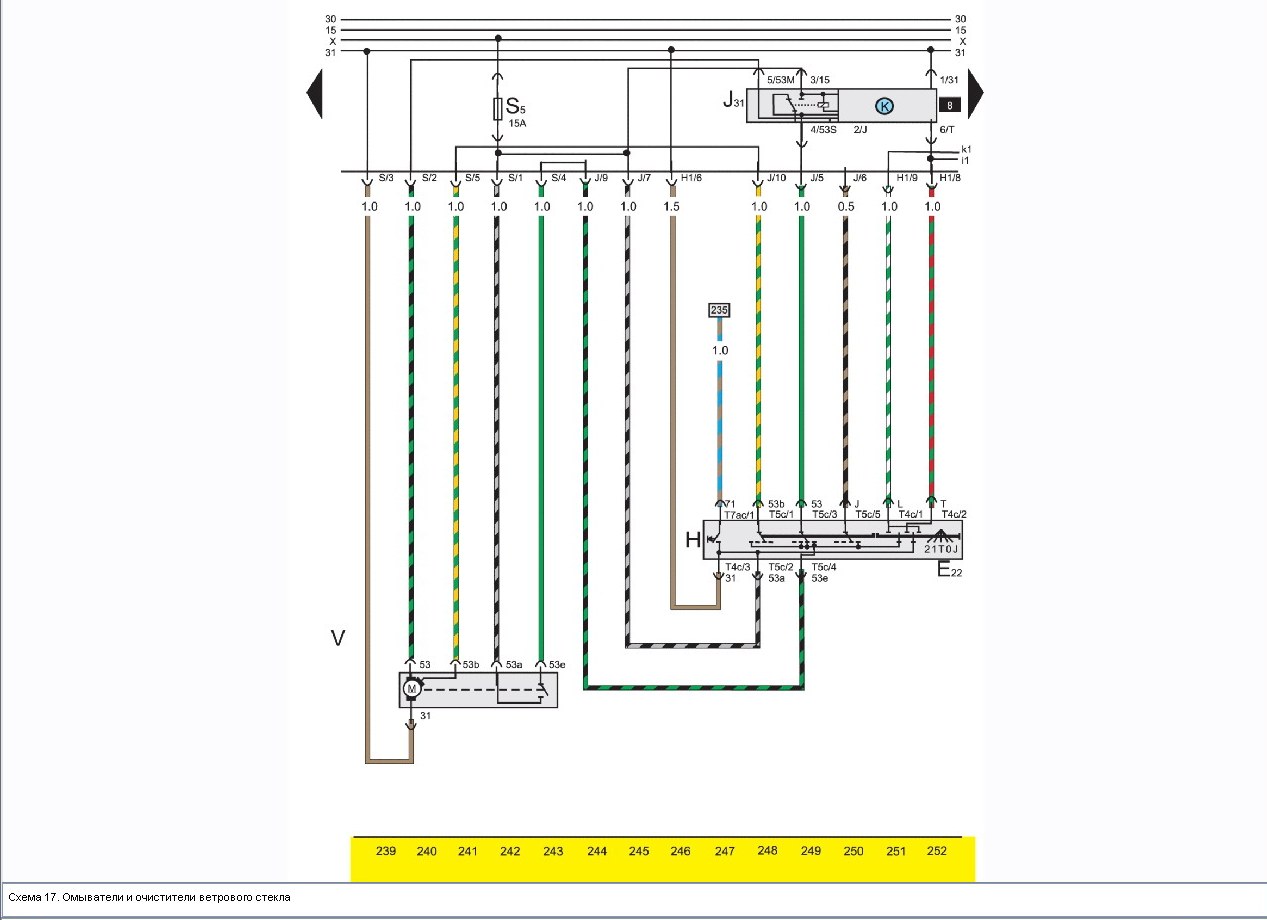 30 30
15 15
X X
31 31
5/53M 3/15 1/31
J31 K 8
S5
15A
4/53S 2/J 6/T
k1
i1
S/3 S/2 S/5 S/1 S/4 J/9 J/7 H1/6 J/10 J/5 J/6 H1/9 H1/8
1.0 1.0 1.0 1.0 1.0 1.0 1.0 1.5 1.0 1.0 0.5 1.0 1.0
235
1.0
71 53b 53 J L T
T7ac/1 T5c/1 T5c/3 T5c/5 T4c/1 T4c/2
H
2 1 T 0 J
T4c/3 T5c/2 T5c/4
E22
31 53a 53e
V
53 53b 53a 53e
M
31
239 240 241 242 243 244 245 246 247 248 249 250 251 252
Схема 17. Омыватели и очистители ветрового стекла